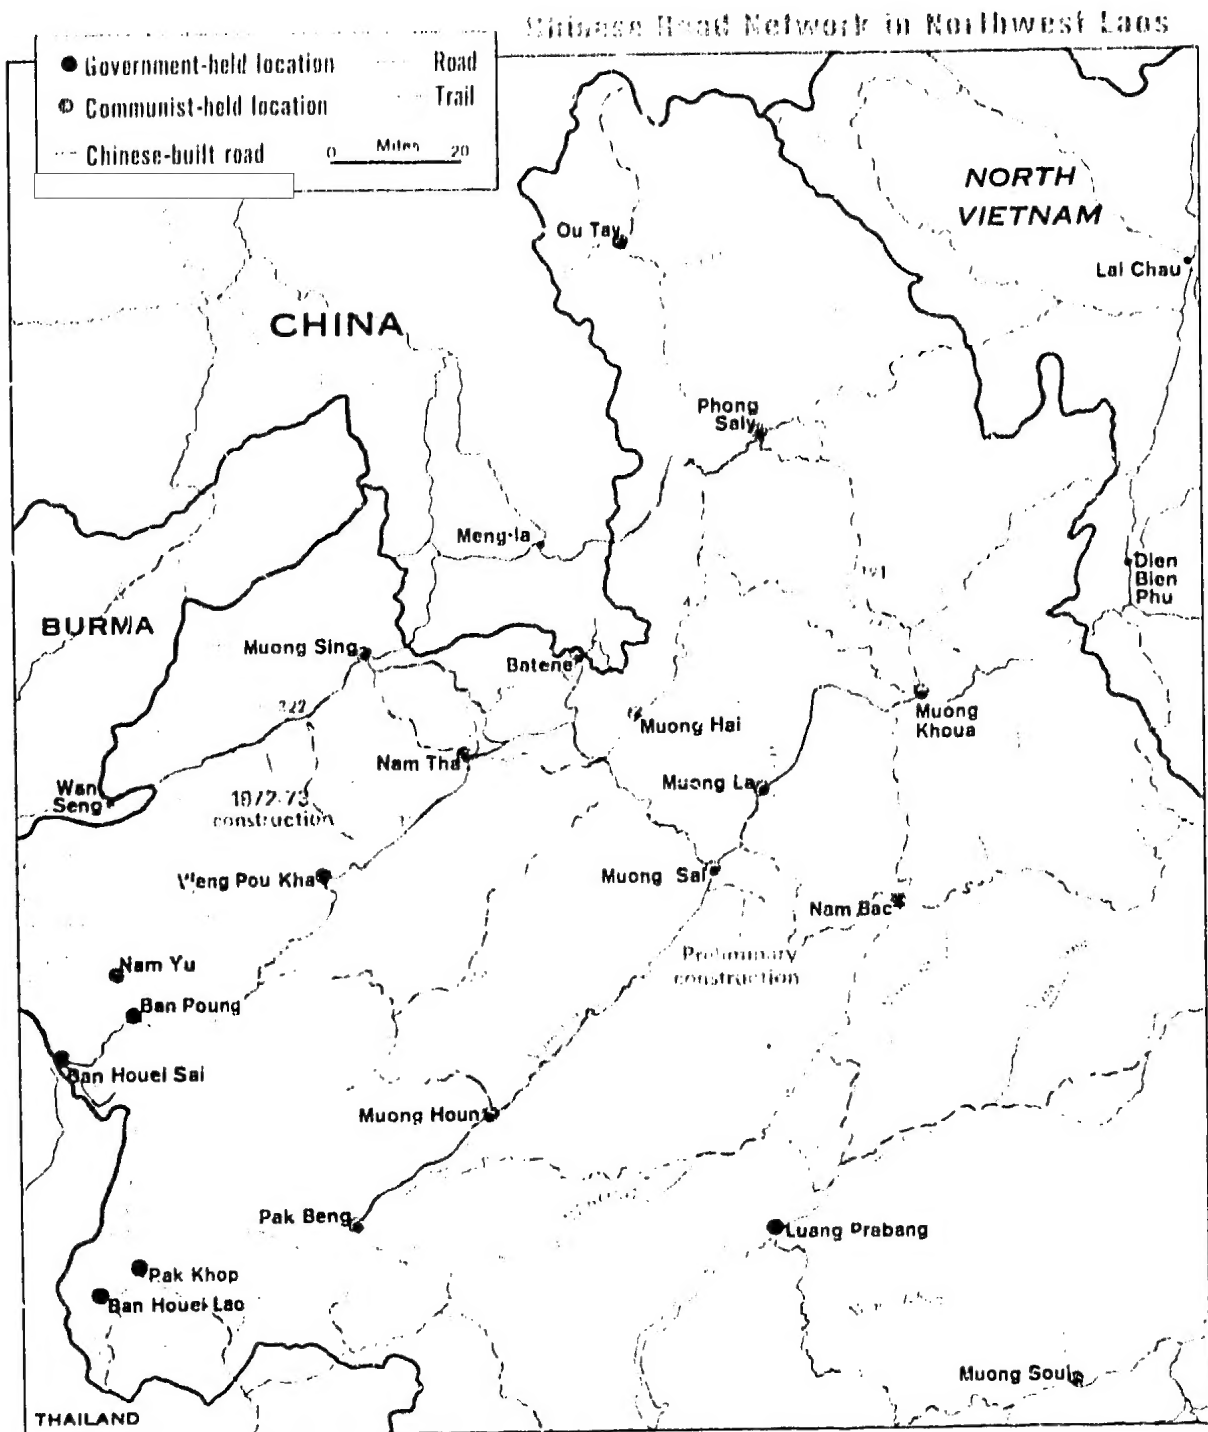 Chinese Road Network in Northwest Laos
Government-held location
Road
Communist-held location
Trail
Chinese-built road
0 Miles 20
NORTH
VIETNAM
Ou Tay
Lai Chau
CHINA
Phong
Saly
Meng-la
Dien
Bien
Phu
BURMA
Muong Sing
Batene
322
Muong Hai
Muong
Khoua
Nam Tha
Muong La
Wan
Seng
1972-73
construction
Vieng Pou Kha
Muong Sai
Nam Bac
Preliminary
construction
Nam Yu
Ban Poung
Ban Houei Sai
Muong Houn
Pak Beng
Luang Prabang
Pak Khop
Ban Houei Lao
Muong Soui
THAILAND